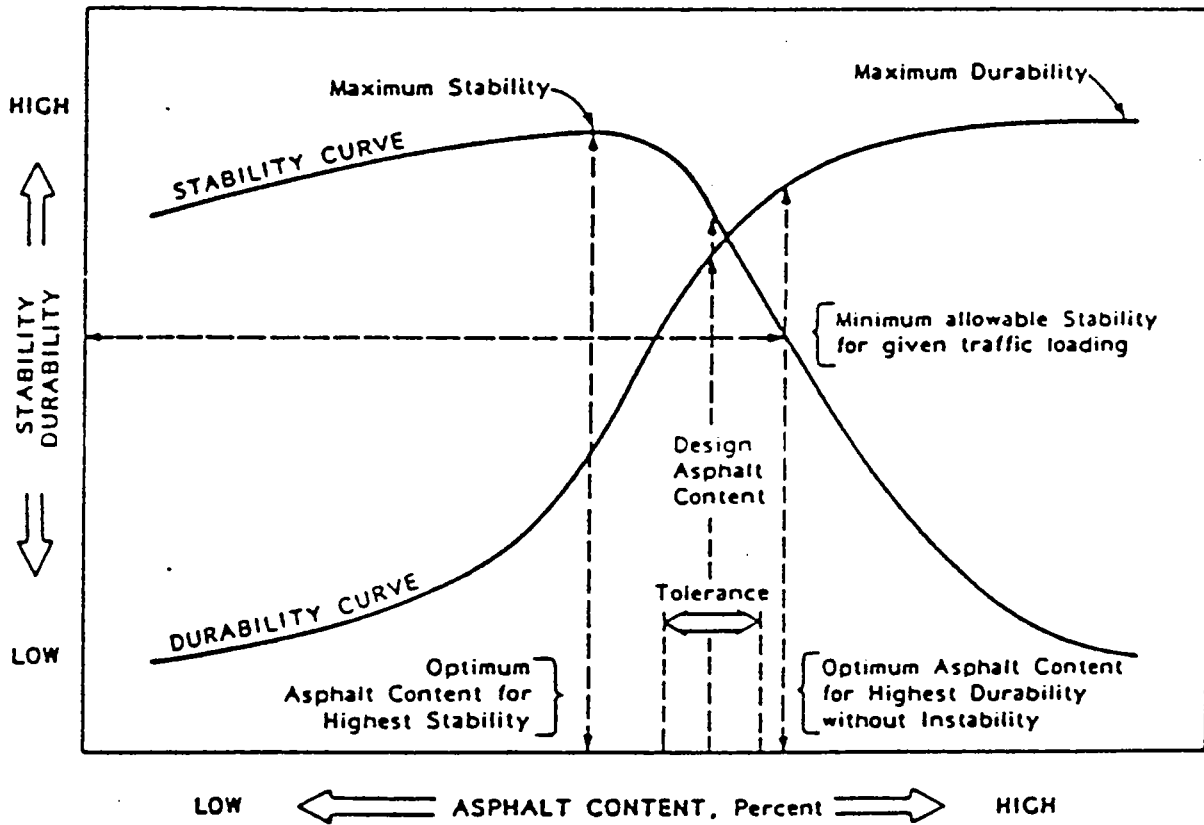 Maximum Stability
Maximum Durability
HIGH
STABILITY CURVE
STABILITY
DURABILITY
Minimum allowable Stability
for given traffic loading
Design
Asphalt
Content
Tolerance
DURABILITY CURVE
LOW
Optimum
Asphalt Content for
Highest Stability
Optimum Asphalt Content
for Highest Durability
without Instability
LOW
ASPHALT CONTENT, Percent
HIGH